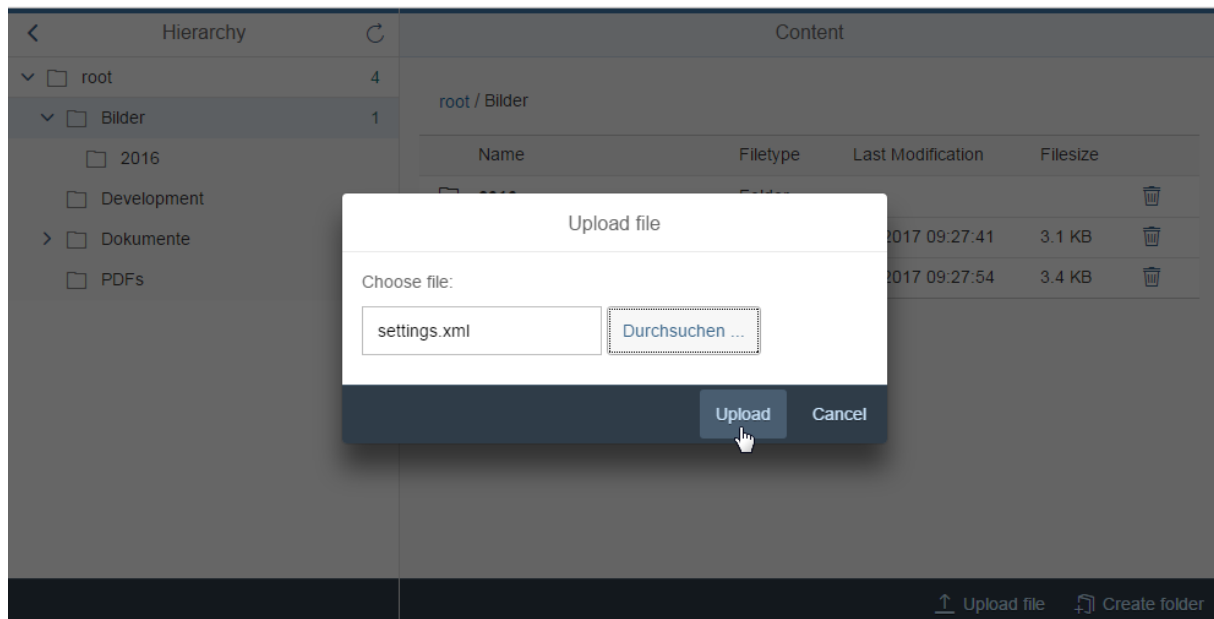 Hierarchy
Content
root 4
Bilder 1
2016
Development
Dokumente
PDFs
root / Bilder
Name Filetype Last Modification Filesize
2017 09:27:41 3.1 KB
2017 09:27:54 3.4 KB
Upload file
Choose file:
settings.xml
Durchsuchen ...
Upload Cancel
Upload file Create folder